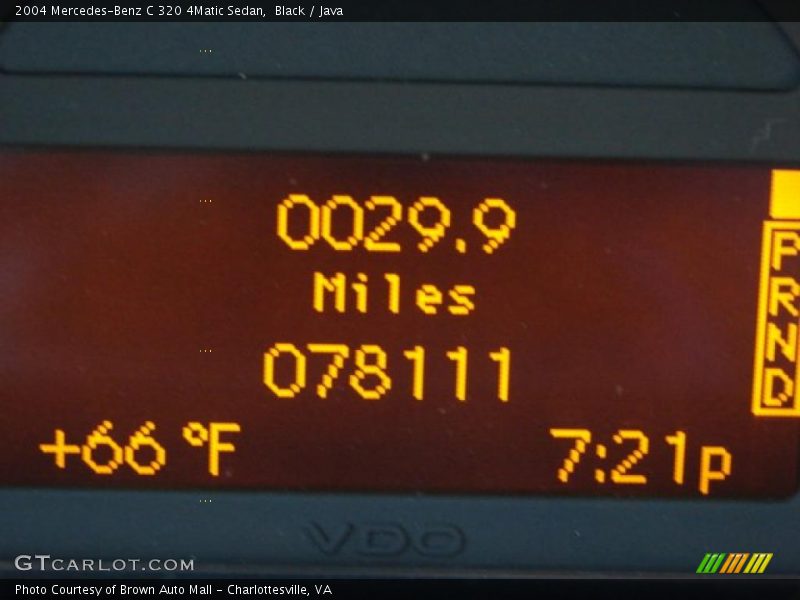 2004 Mercedes-Benz C 320 4Matic Sedan,  Black / Java
0029.9
Miles
078111
+66 °F 7:21p
P
R
N
D
VDO
GTCARLOT.COM
Photo Courtesy of Brown Auto Mall - Charlottesville, VA